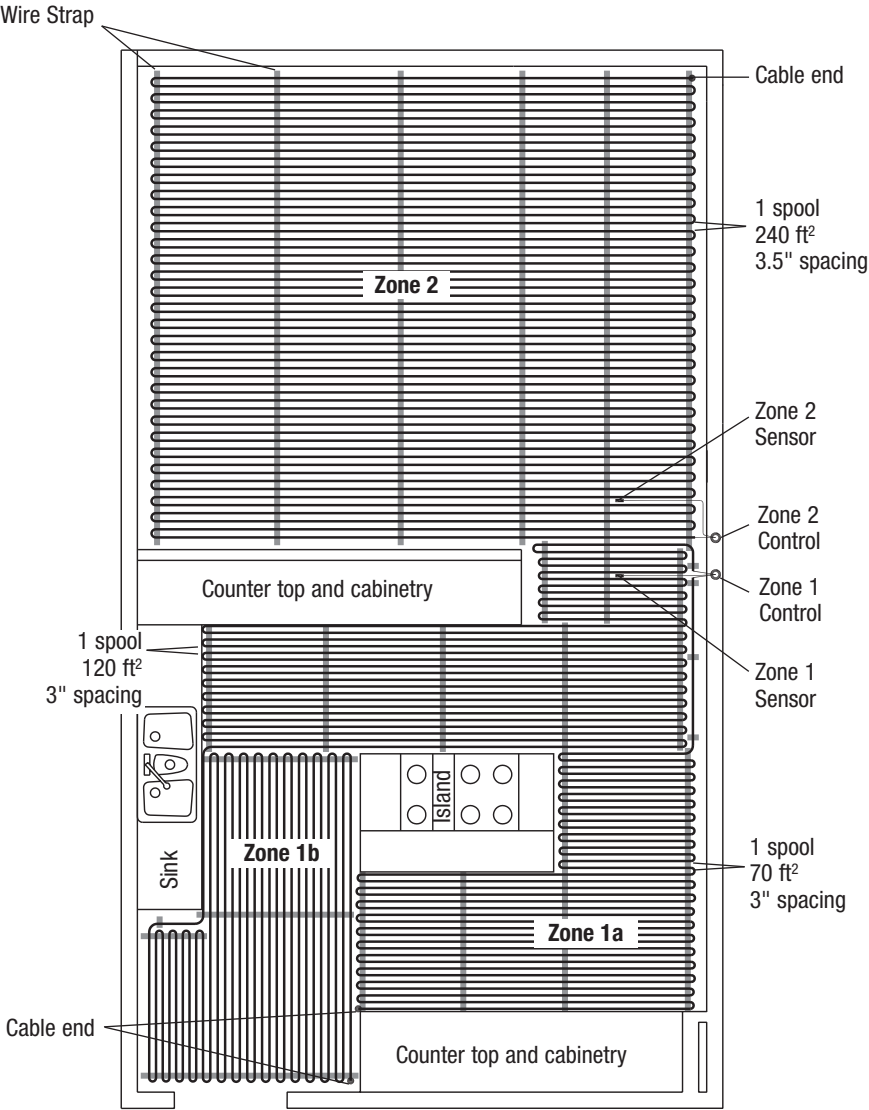 Wire Strap
Cable end
1 spool
240 ft²
3.5" spacing
Zone 2
Zone 2
Sensor
Zone 2
Control
Counter top and cabinetry
Zone 1
Control
1 spool
120 ft²
3" spacing
Zone 1
Sensor
Island
Sink
Zone 1b
1 spool
70 ft²
3" spacing
Zone 1a
Cable end
Counter top and cabinetry